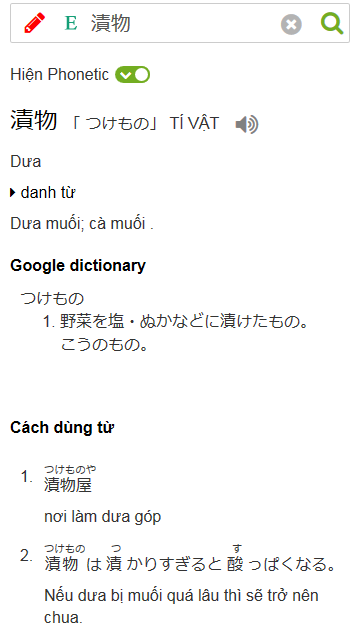 E 漬物
Hiện Phonetic
漬物 「 つけもの」 TÍ VẬT
Dưa
danh từ
Dưa muối; cà muối .
Google dictionary
つけもの
1. 野菜を塩・ぬかなどに漬けたもの。
こうのもの。
Cách dùng từ
つけものや
1. 漬物屋
nơi làm dưa góp
つけもの つ す
2. 漬物 は 漬 かりすぎると 酸 っぱくなる。
Nếu dưa bị muối quá lâu thì sẽ trở nên
chua.